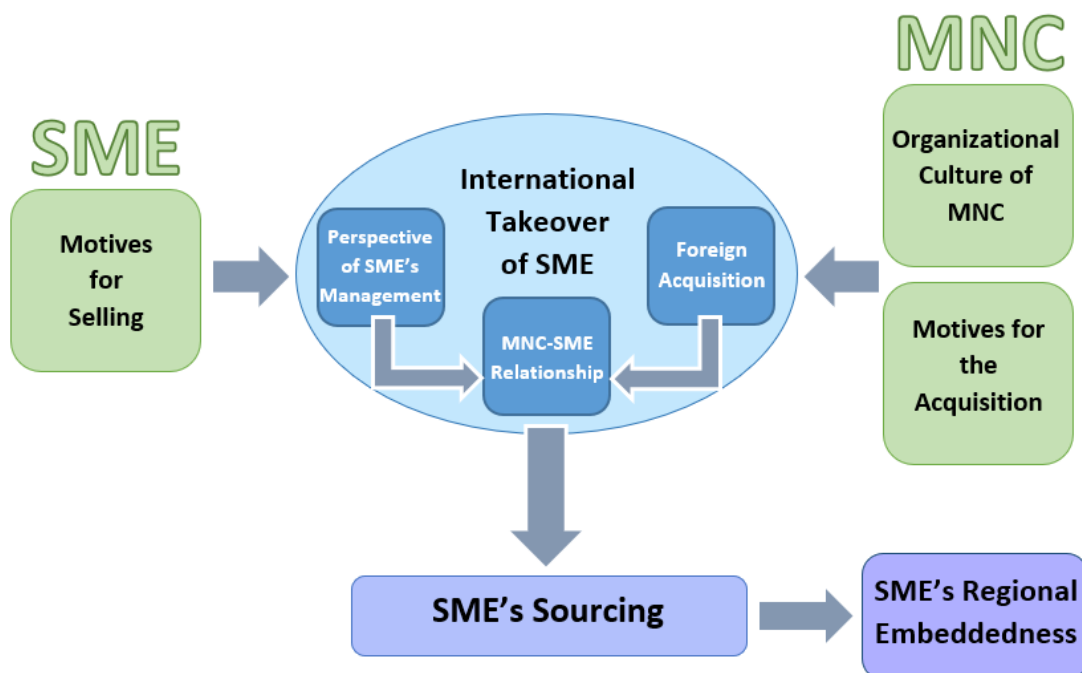 SME
Motives
for
Selling
International
Takeover
of SME
Perspective
of SME's
Management
Foreign
Acquisition
MNC-SME
Relationship
MNC
Organizational
Culture of
MNC
Motives for
the
Acquisition
SME's Sourcing
SME's Regional
Embeddedness